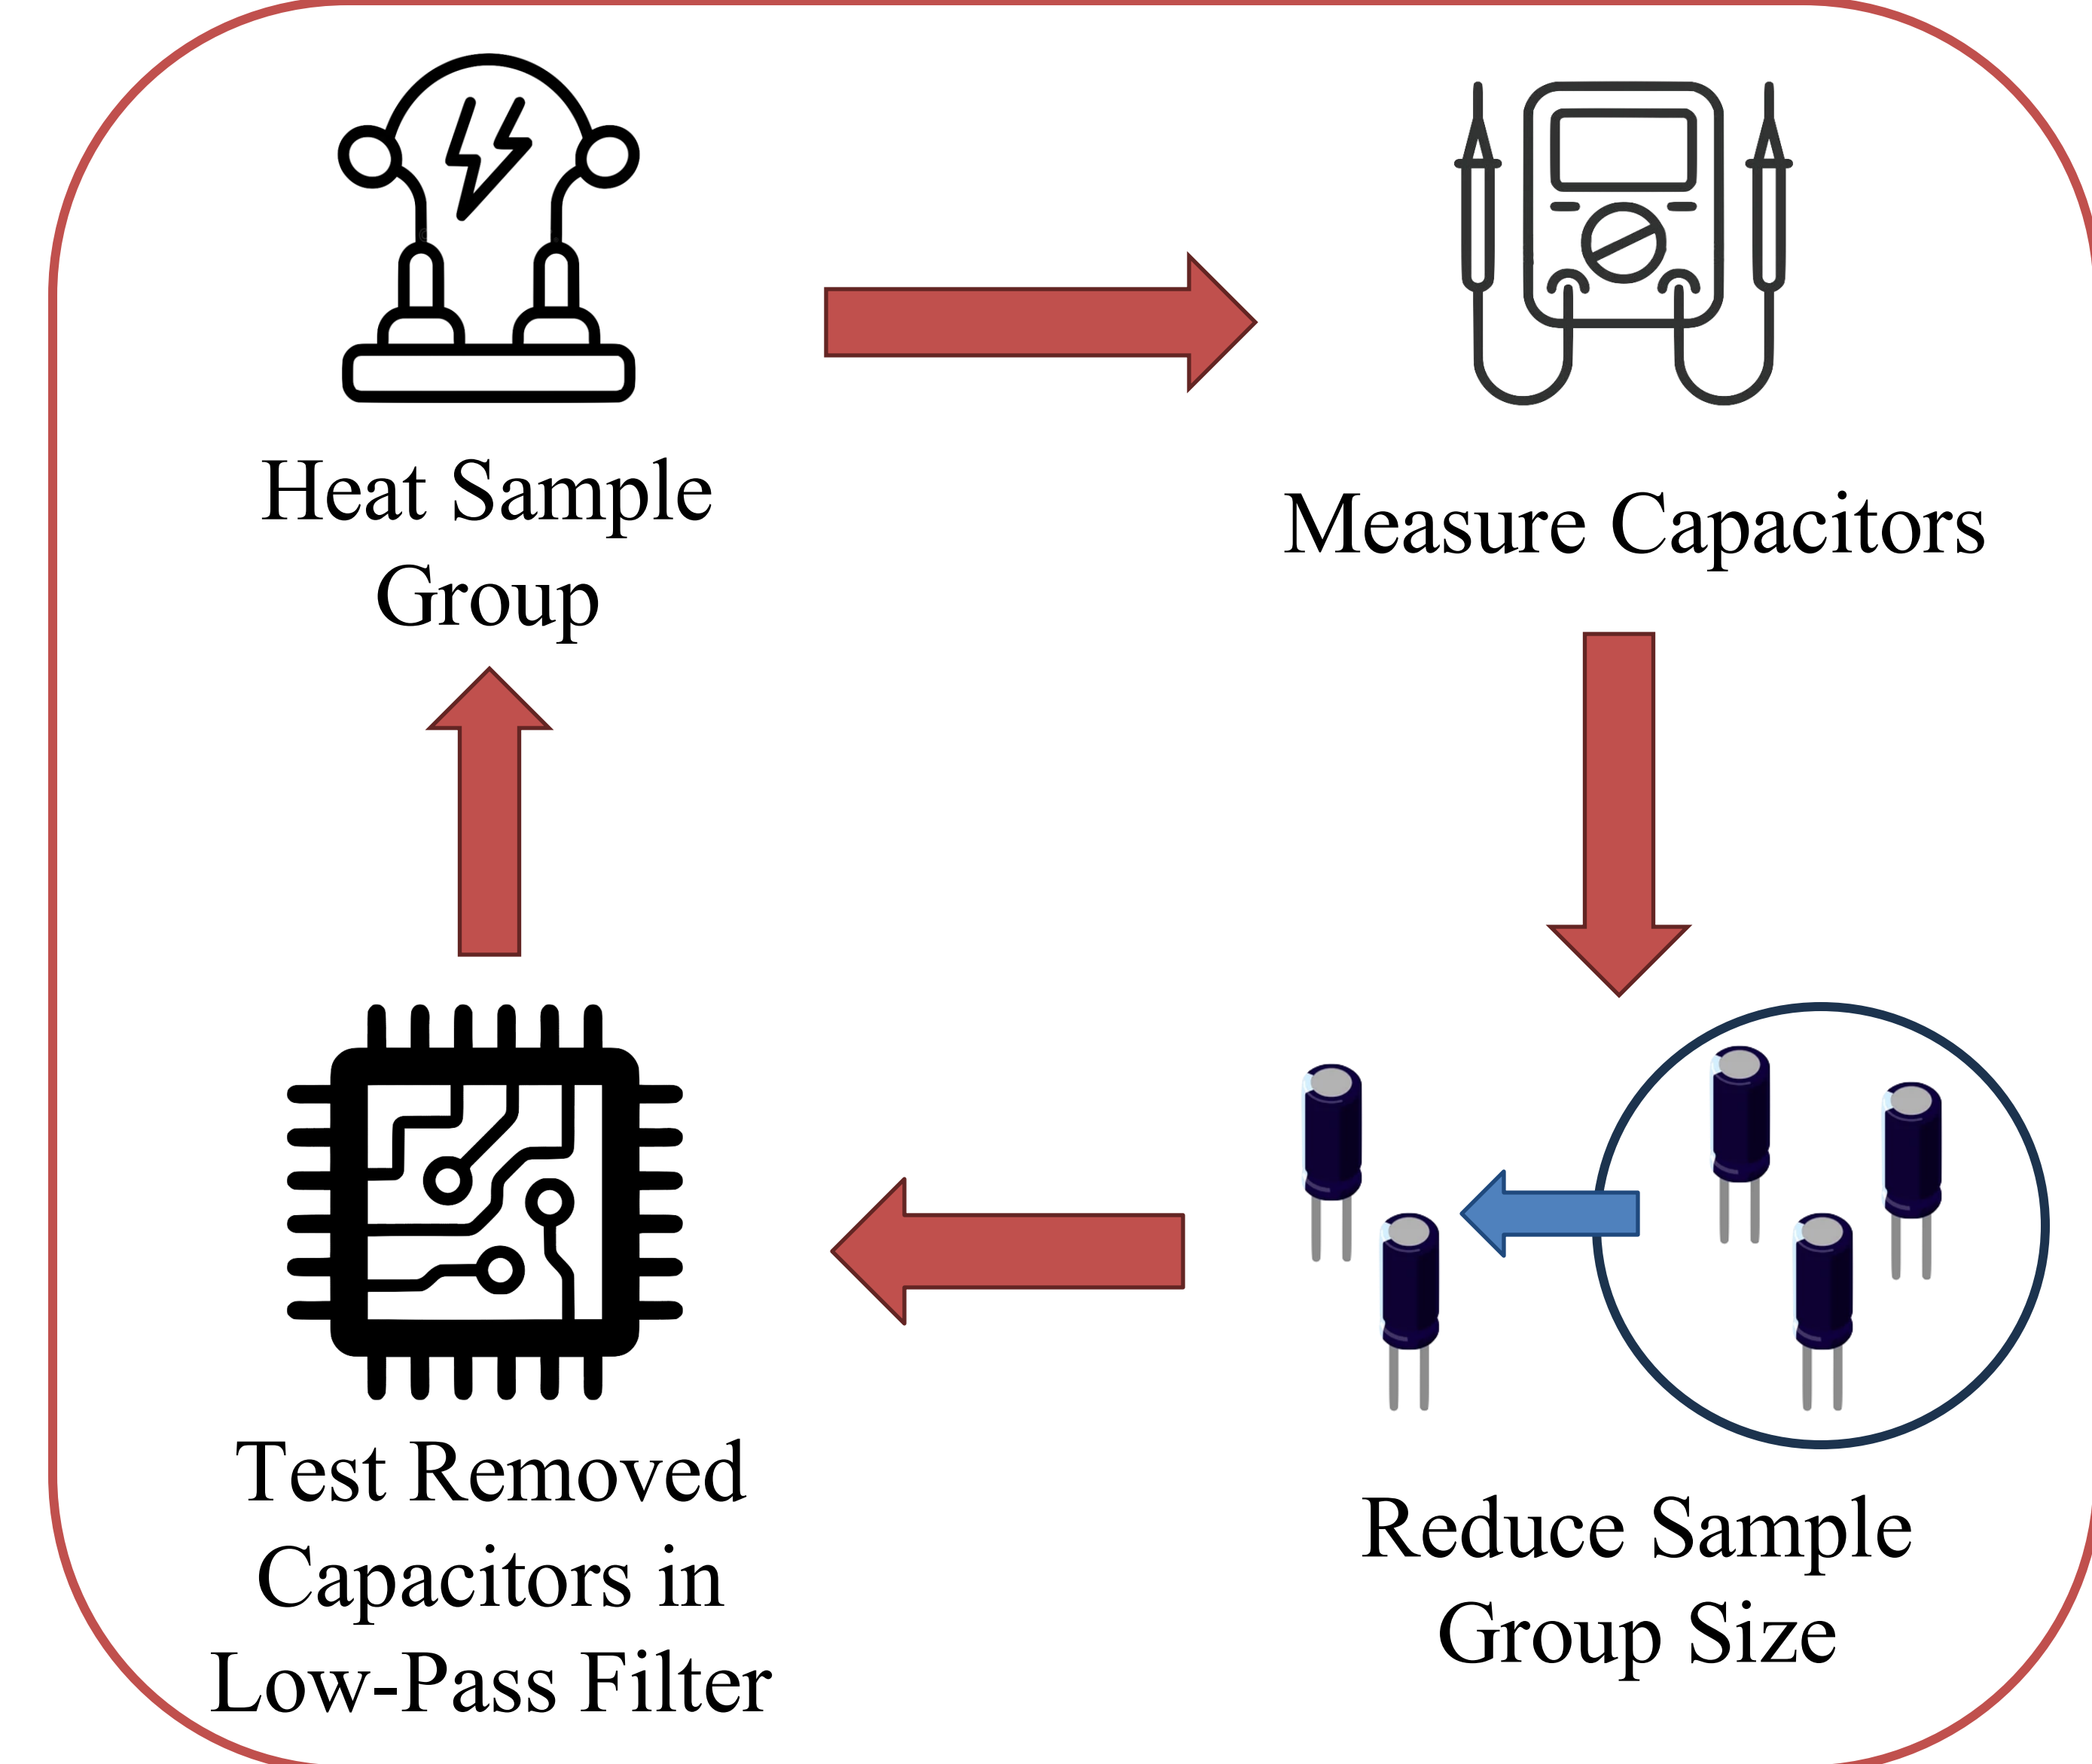 Heat Sample
Group
Measure Capacitors
Test Removed
Capacitors in
Low-Pass Filter
Reduce Sample
Group Size